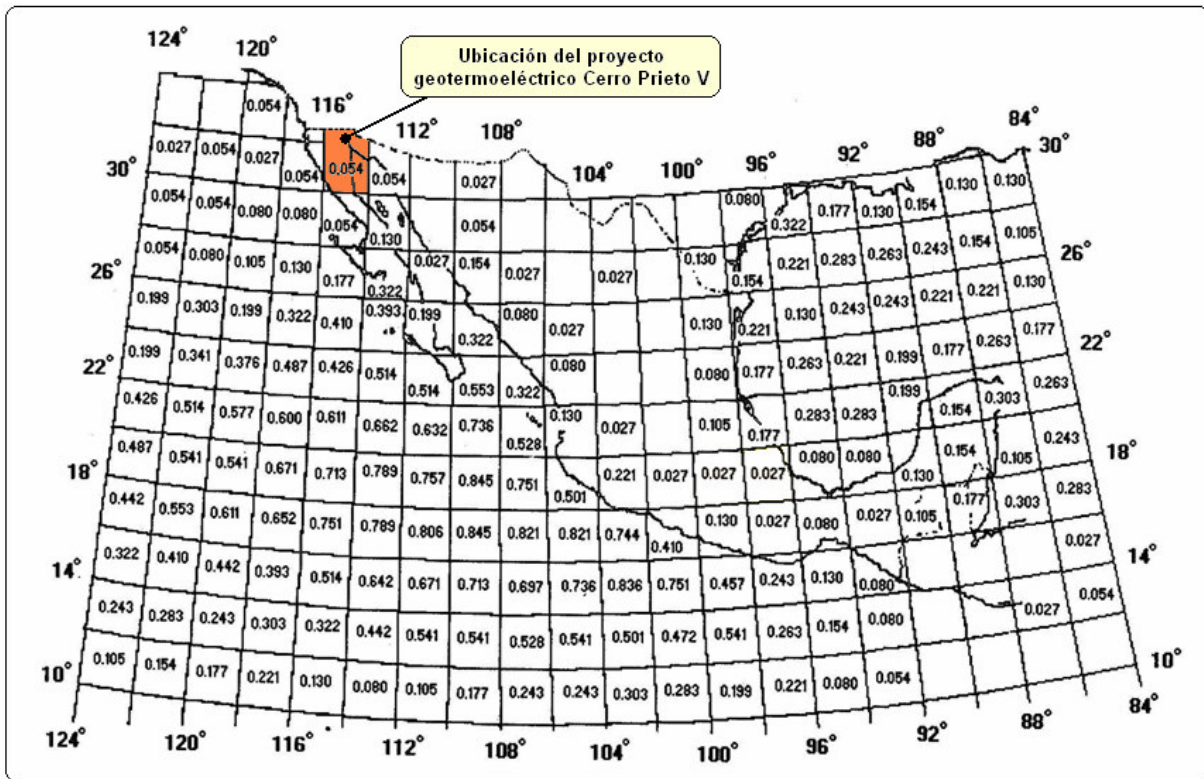 124°
120°
Ubicación del proyecto
geotermoeléctrico Cerro Prieto V
116°
112°
108°
104°
100°
96°
92°
88°
84°
30°
0.054
0.027 0.054 0.027 0.054 0.054 0.054 0.027 0.080 0.322 0.177 0.130 0.154 0.130 0.130
30°
0.054 0.054 0.080 0.080 0.054 0.130 0.054 0.130 0.154 0.221 0.283 0.263 0.243 0.154 0.105
26°
0.054 0.080 0.105 0.130 0.177 0.322 0.027 0.154 0.027 0.027 0.130 0.221 0.130 0.243 0.243 0.221 0.221 0.130
26°
0.199 0.303 0.199 0.322 0.410 0.393 0.199 0.322 0.080 0.027 0.080 0.177 0.263 0.221 0.199 0.177 0.263 0.177
22°
0.199 0.341 0.376 0.487 0.426 0.514 0.514 0.553 0.322 0.080 0.105 0.177 0.283 0.283 0.199 0.154 0.303 0.263
22°
0.426 0.514 0.577 0.600 0.611 0.662 0.632 0.736 0.528 0.130 0.027 0.027 0.027 0.080 0.080 0.130 0.154 0.105 0.243
18°
0.487 0.541 0.541 0.671 0.713 0.789 0.757 0.845 0.751 0.501 0.221 0.027 0.130 0.027 0.080 0.027 0.105 0.177 0.303 0.283
18°
0.442 0.553 0.611 0.652 0.751 0.789 0.806 0.845 0.821 0.821 0.744 0.410 0.457 0.243 0.130 0.080 0.027
14°
0.322 0.410 0.442 0.393 0.514 0.642 0.671 0.713 0.697 0.736 0.836 0.751 0.541 0.263 0.154 0.080 0.027 0.054
14°
0.243 0.283 0.243 0.303 0.322 0.442 0.541 0.541 0.528 0.541 0.501 0.472 0.199 0.221 0.080 0.054
10°
0.105 0.154 0.177 0.221 0.130 0.080 0.105 0.177 0.243 0.243 0.303 0.283
10°
124° 120° 116° 112° 108° 104° 100° 96° 92° 88° 84°